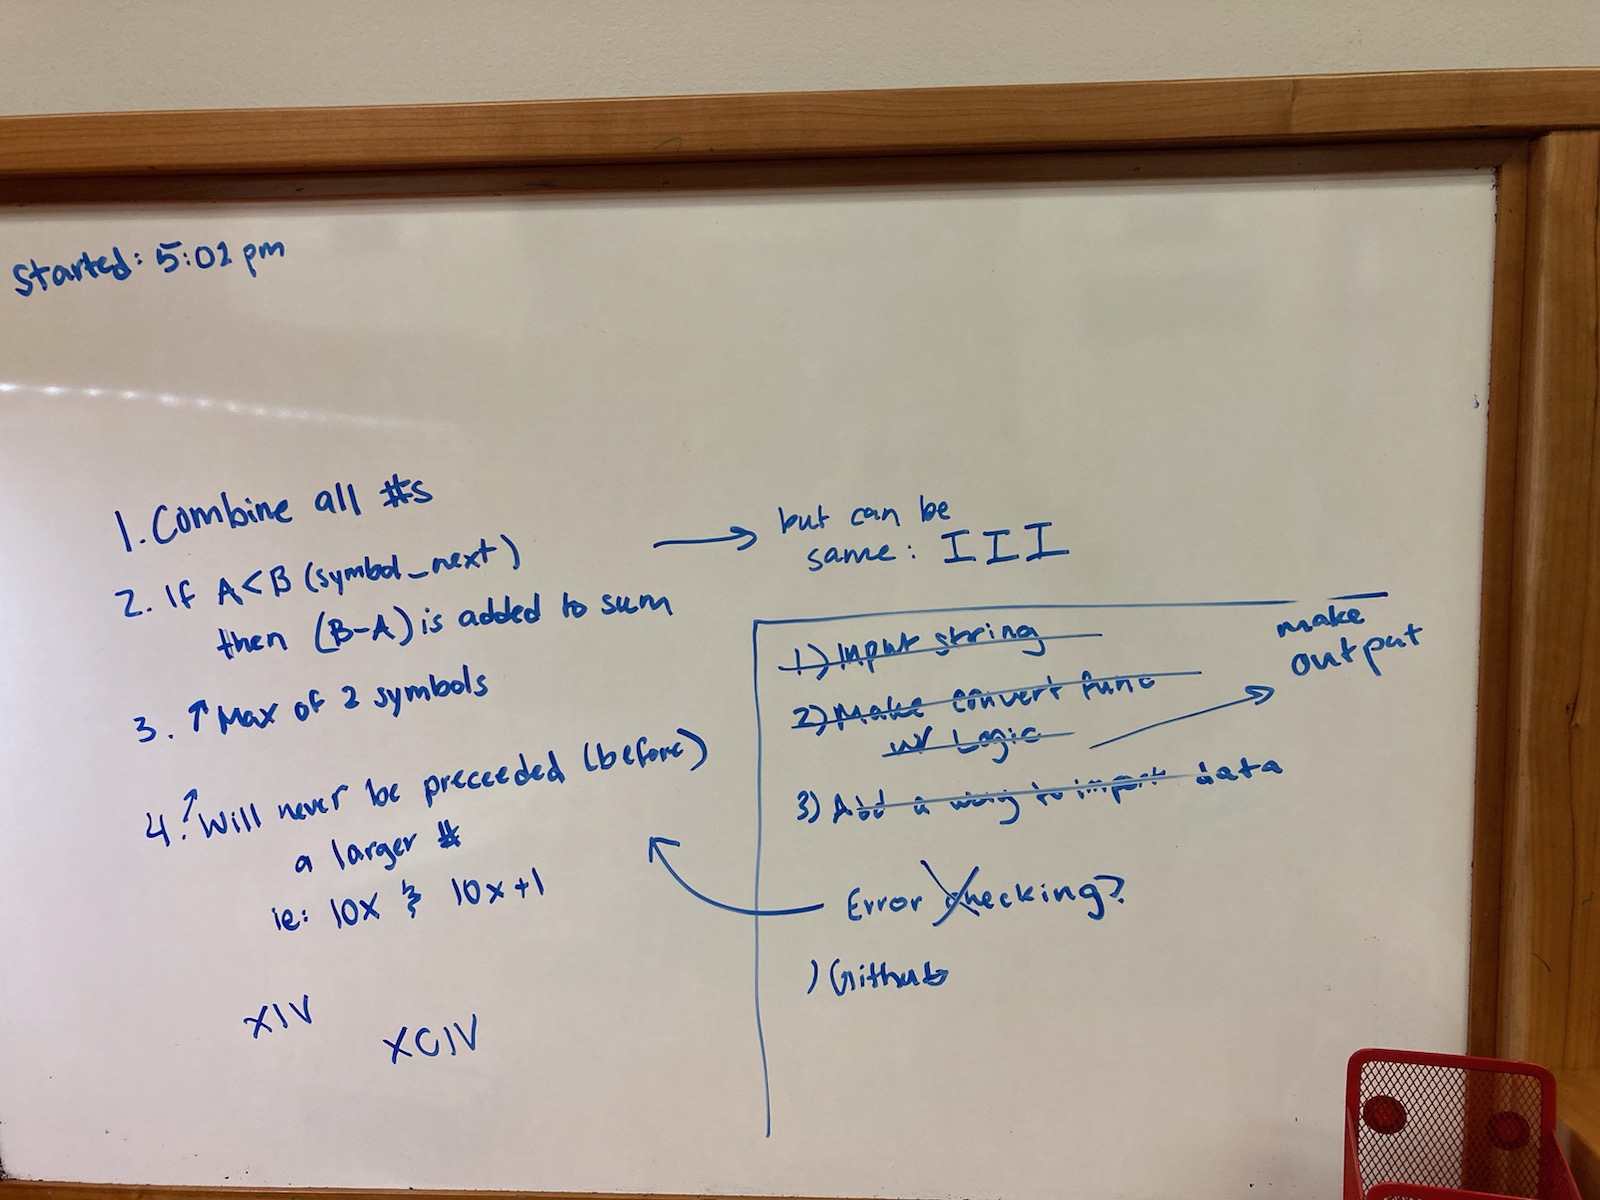 Started: 5:02 pm
1. Combine all #s
2. If A<B (symbol_next)
then (B-A) is added to sum
3. ↑ Max of 2 symbols
4. ↑ Will never be preceeded (before)
a larger #
ie: 10x & 10x+1
XIV
XCIV
→ but can be
same: III
1) Input string
2) Make convert func
w/ Logic
3) Add a way to import data
make
output
Error checking?
) Github